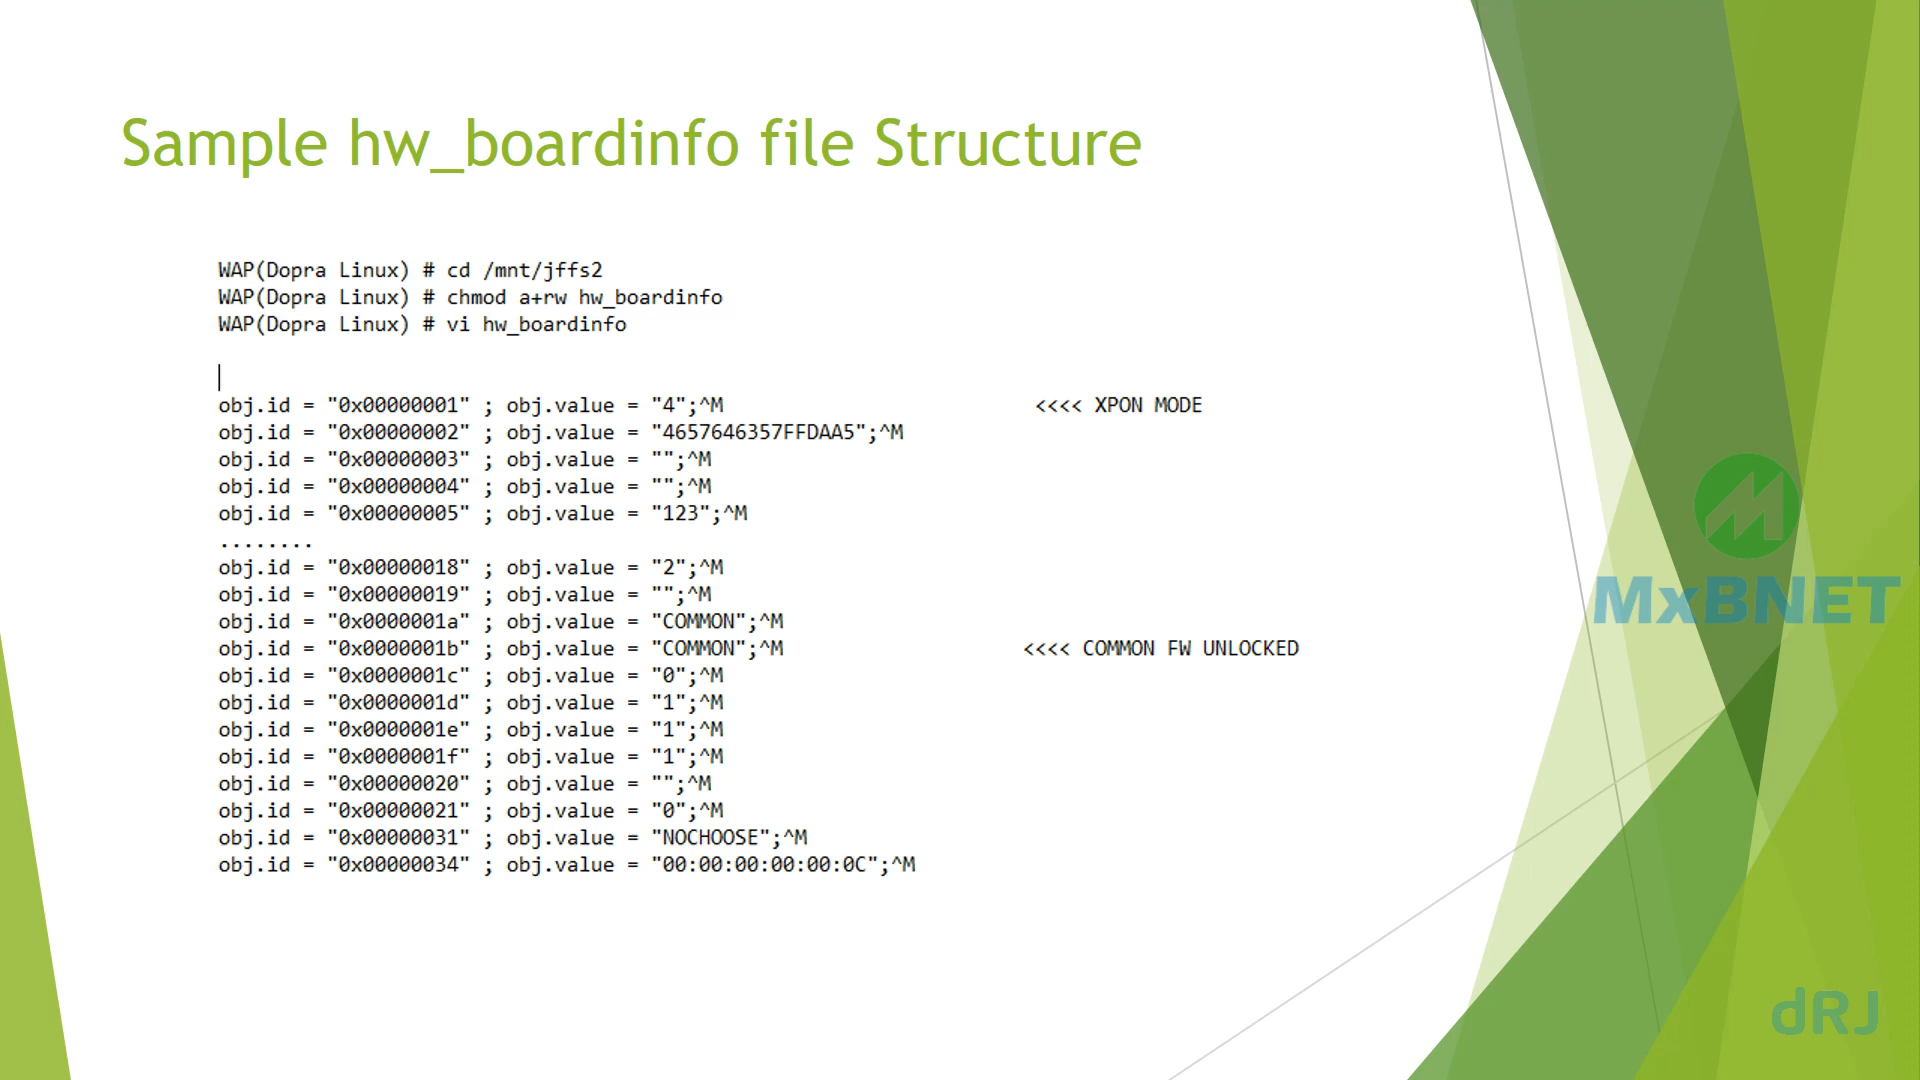 Sample hw_boardinfo file Structure
WAP(Dopra Linux) # cd /mnt/jffs2
WAP(Dopra Linux) # chmod a+rw hw_boardinfo
WAP(Dopra Linux) # vi hw_boardinfo
obj.id = "0x00000001" ; obj.value = "4";^M <<<< XPON MODE
obj.id = "0x00000002" ; obj.value = "4657646357FFDAA5";^M
obj.id = "0x00000003" ; obj.value = "";^M
obj.id = "0x00000004" ; obj.value = "";^M
obj.id = "0x00000005" ; obj.value = "123";^M
........
obj.id = "0x00000018" ; obj.value = "2";^M
obj.id = "0x00000019" ; obj.value = "";^M
obj.id = "0x0000001a" ; obj.value = "COMMON";^M
obj.id = "0x0000001b" ; obj.value = "COMMON";^M <<<< COMMON FW UNLOCKED
obj.id = "0x0000001c" ; obj.value = "0";^M
obj.id = "0x0000001d" ; obj.value = "1";^M
obj.id = "0x0000001e" ; obj.value = "1";^M
obj.id = "0x0000001f" ; obj.value = "1";^M
obj.id = "0x00000020" ; obj.value = "";^M
obj.id = "0x00000021" ; obj.value = "0";^M
obj.id = "0x00000031" ; obj.value = "NOCHOOSE";^M
obj.id = "0x00000034" ; obj.value = "00:00:00:00:00:0C";^M
MxBNET
dRJ